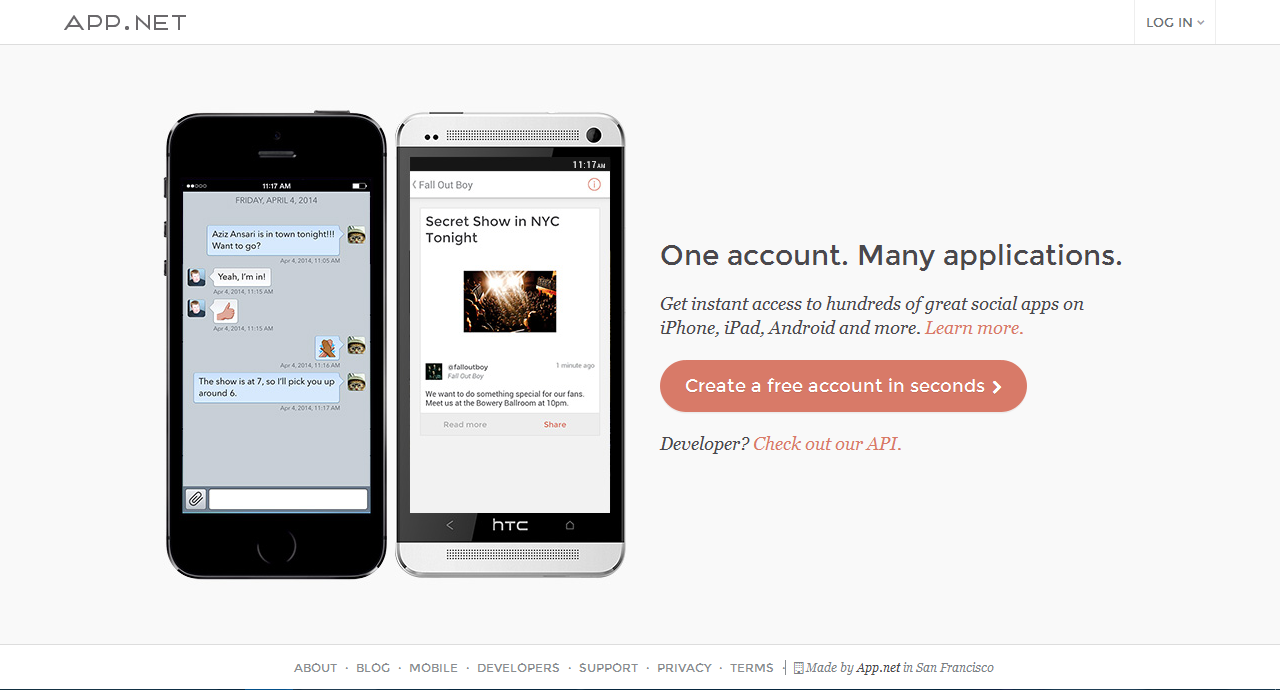 APP.NET
LOG IN
11:17 AM
FRIDAY, APRIL 4, 2014
Aziz Ansari is in town tonight!!!
Want to go?
Apr 4, 2014, 11:05 AM
Yeah, I'm in!
Apr 4, 2014, 11:15 AM
Apr 4, 2014, 11:15 AM
Apr 4, 2014, 11:16 AM
The show is at 7, so I'll pick you up
around 6.
Apr 4, 2014, 11:17 AM
11:17 AM
Fall Out Boy
Secret Show in NYC
Tonight
@falloutboy
1 minute ago
Fall Out Boy
We want to do something special for our fans.
Meet us at the Bowery Ballroom at 10pm.
Read more
Share
hTC
One account. Many applications.
Get instant access to hundreds of great social apps on
iPhone, iPad, Android and more. Learn more.
Create a free account in seconds
Developer? Check out our API.
ABOUT · BLOG · MOBILE · DEVELOPERS · SUPPORT · PRIVACY · TERMS · | Made by App.net in San Francisco